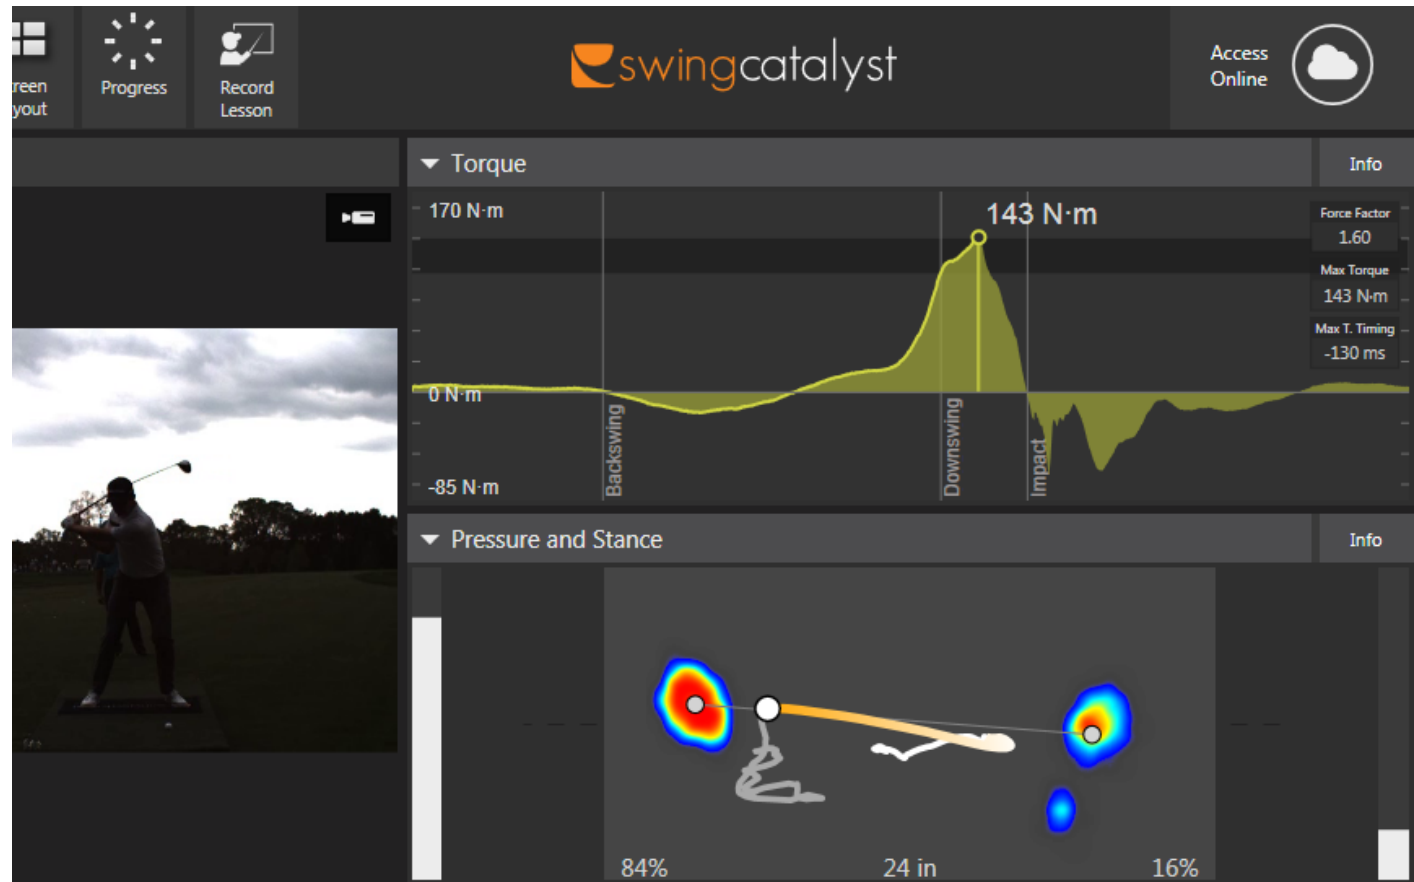 reen
yout
Progress
Record
Lesson
swingcatalyst
Access
Online
Torque
Info
170 N·m
143 N·m
0 N·m
-85 N·m
Backswing
Downswing
Impact
Force Factor
1.60
Max Torque
143 N·m
Max T. Timing
-130 ms
Pressure and Stance
Info
84%
24 in
16%